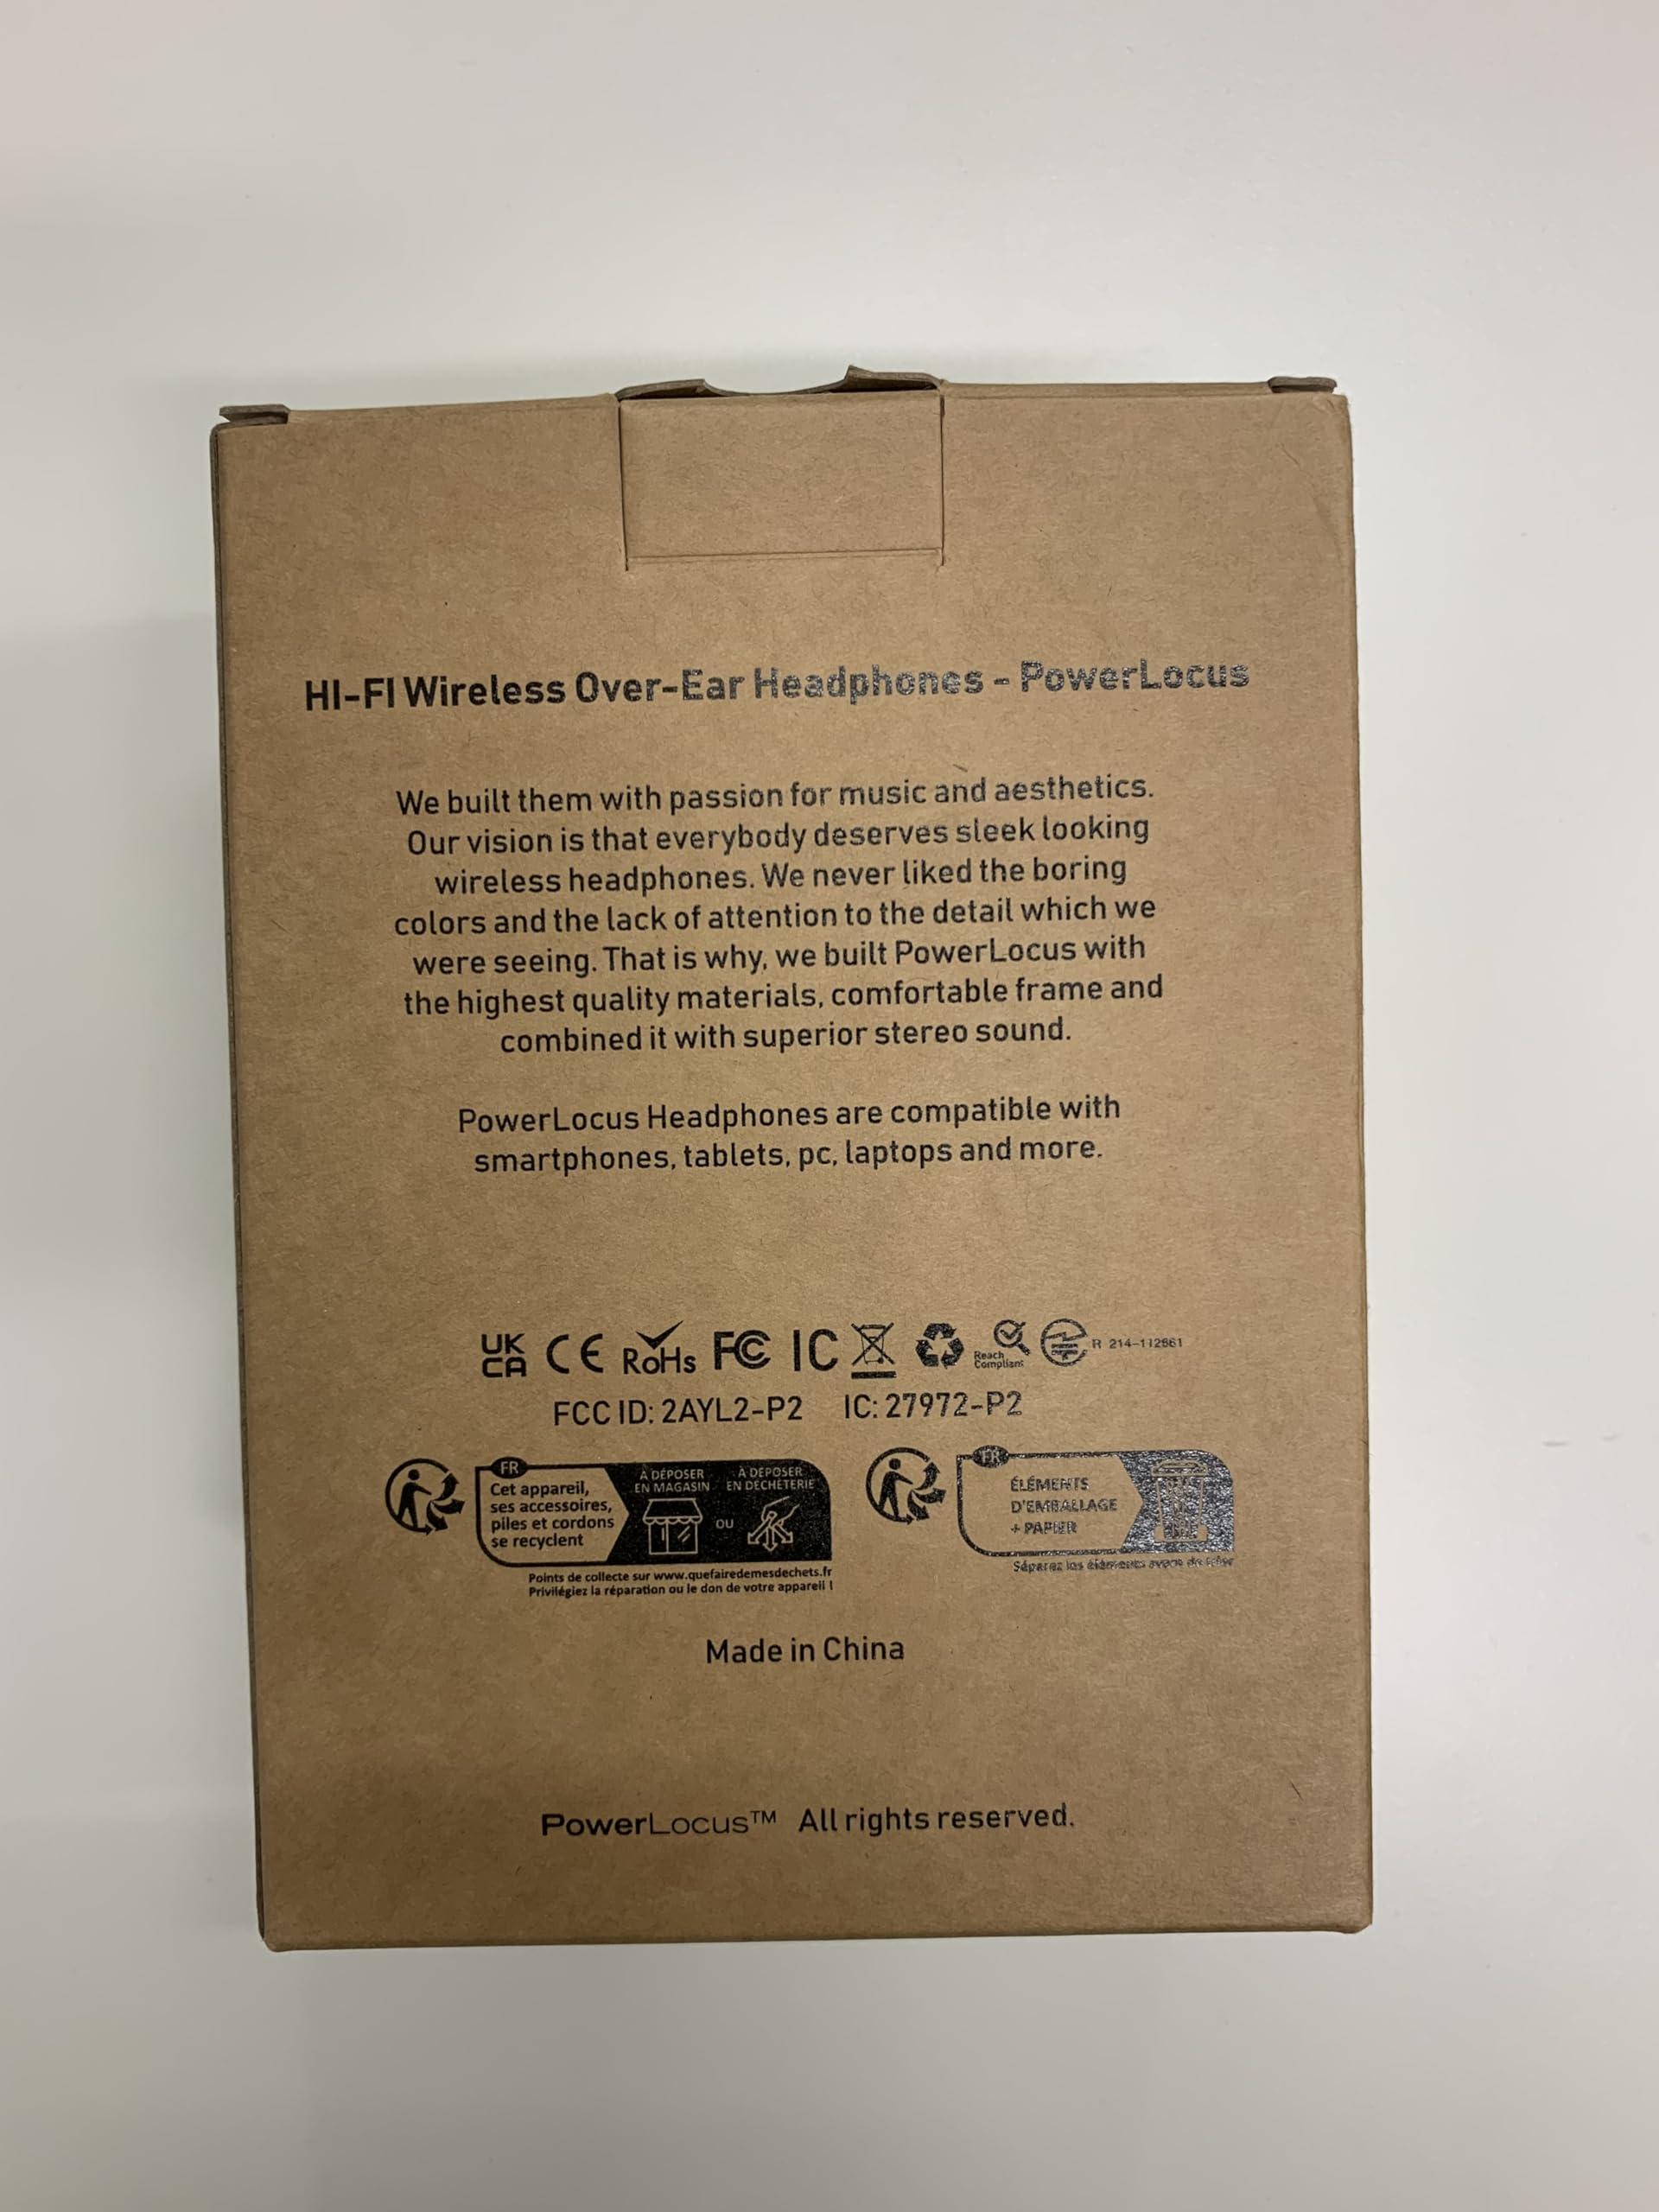 HI-FI Wireless Over-Ear Headphones - PowerLocus
We built them with passion for music and aesthetics.
Our vision is that everybody deserves sleek looking
wireless headphones. We never liked the boring
colors and the lack of attention to the detail which we
were seeing. That is why, we built PowerLocus with
the highest quality materials, comfortable frame and
combined it with superior stereo sound.
PowerLocus Headphones are compatible with
smartphones, tablets, pc, laptops and more.
UK CA CE RoHs FC IC Reach Compliant R 214-112861
FCC ID: 2AYL2-P2 IC: 27972-P2
FR
Cet appareil,
ses accessoires,
piles et cordons
se recyclent
À DÉPOSER
EN MAGASIN
OU
À DÉPOSER
EN DÉCHÈTERIE
Points de collecte sur www.quefairedemesdechets.fr
Privilégiez la réparation ou le don de votre appareil !
FR
ÉLÉMENTS
D'EMBALLAGE
+ PAPIER
Séparez les éléments avant de trier
Made in China
PowerLocus™ All rights reserved.